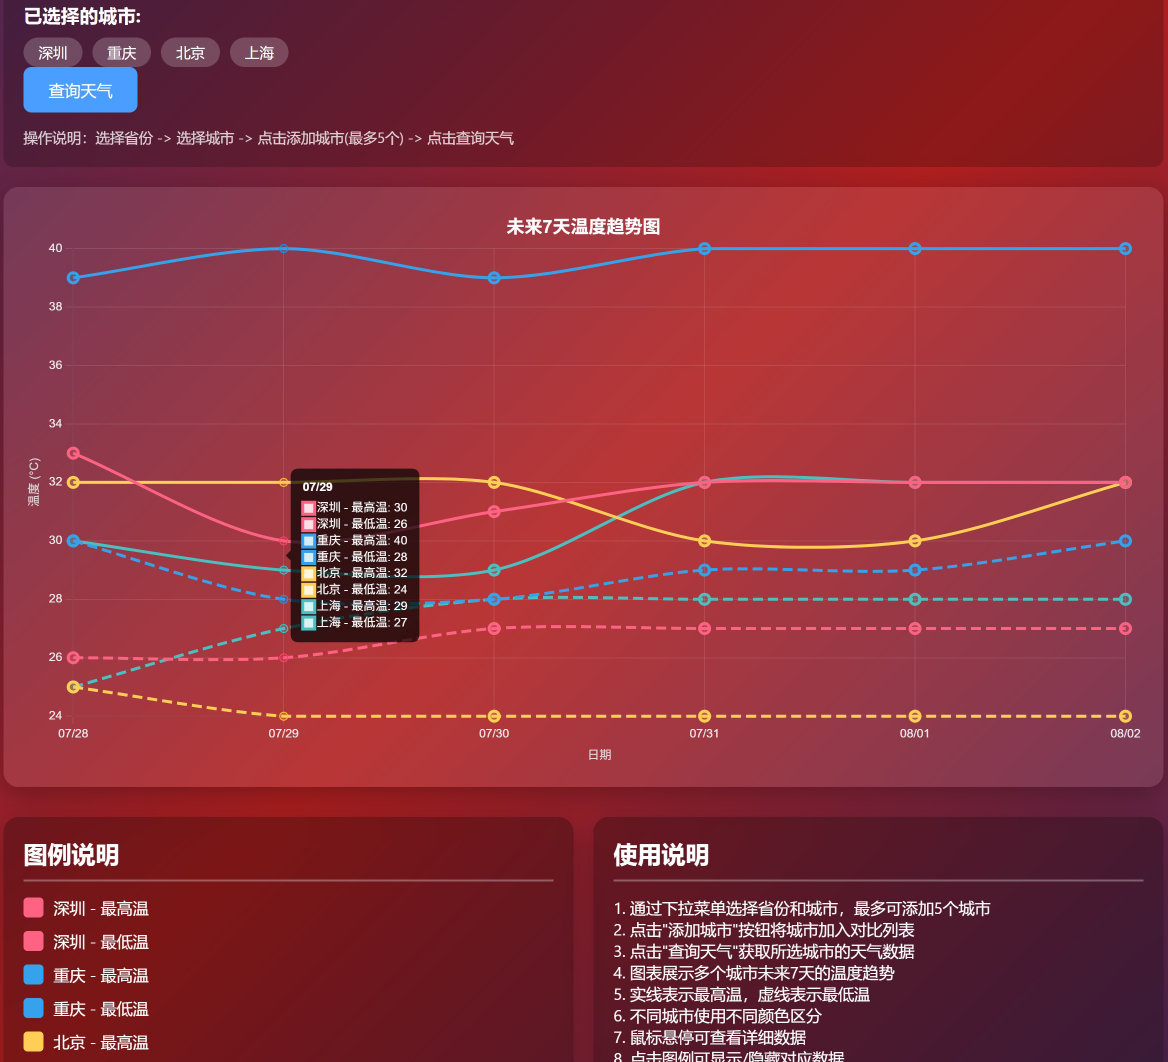 已选择的城市:
深圳 重庆 北京 上海
查询天气
操作说明：选择省份 -> 选择城市 -> 点击添加城市(最多5个) -> 点击查询天气
未来7天温度趋势图
40
38
36
34
32
30
28
26
24
温度 (°C)
07/29
深圳 - 最高温: 30
深圳 - 最低温: 26
重庆 - 最高温: 40
重庆 - 最低温: 28
北京 - 最高温: 32
北京 - 最低温: 24
上海 - 最高温: 29
上海 - 最低温: 27
07/28 07/29 07/30 07/31 08/01 08/02
日期
图例说明
深圳 - 最高温
深圳 - 最低温
重庆 - 最高温
重庆 - 最低温
北京 - 最高温
使用说明
1. 通过下拉菜单选择省份和城市，最多可添加5个城市
2. 点击"添加城市"按钮将城市加入对比列表
3. 点击"查询天气"获取所选城市的天气数据
4. 图表展示多个城市未来7天的温度趋势
5. 实线表示最高温，虚线表示最低温
6. 不同城市使用不同颜色区分
7. 鼠标悬停可查看详细数据
8. 点击图例可显示/隐藏对应数据